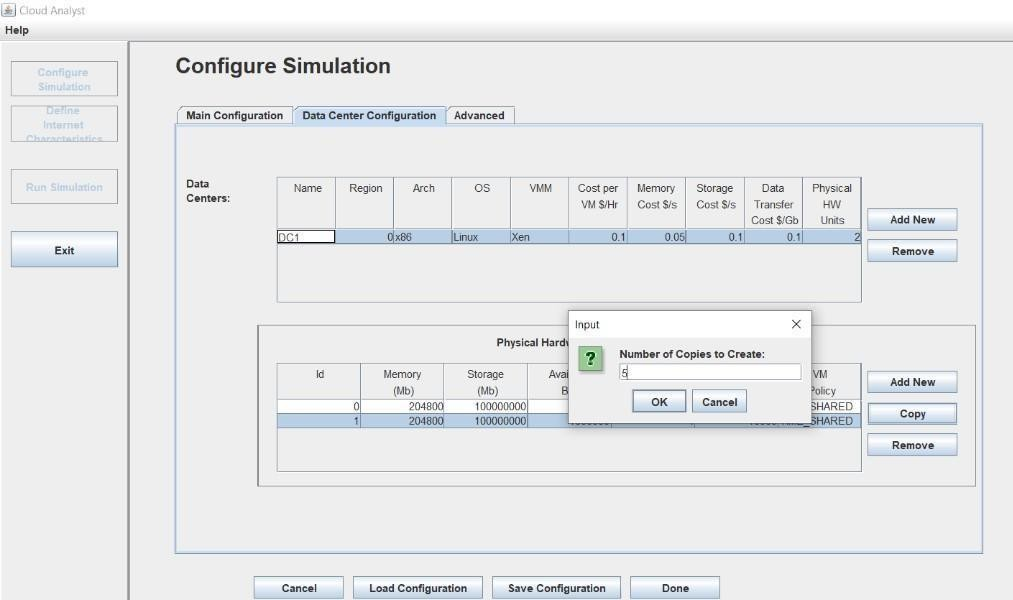 Cloud Analyst
Help
Configure
Simulation
Define
Internet
Characteristics
Run Simulation
Exit
Configure Simulation
Main Configuration
Data Center Configuration
Advanced
Data
Centers:
Name Region Arch OS VMM Cost per VM $/Hr Memory Cost $/s Storage Cost $/s Data Transfer Cost $/Gb Physical HW Units
DC1 0 x86 Linux Xen 0.1 0.05 0.1 0.1 2
Add New
Remove
Physical Hardw
Id Memory (Mb) Storage (Mb) Avai B VM Policy
0 204800 100000000 SHARED
1 204800 100000000 SHARED
Add New
Copy
Remove
Input
?
Number of Copies to Create:
5
OK
Cancel
Cancel
Load Configuration
Save Configuration
Done